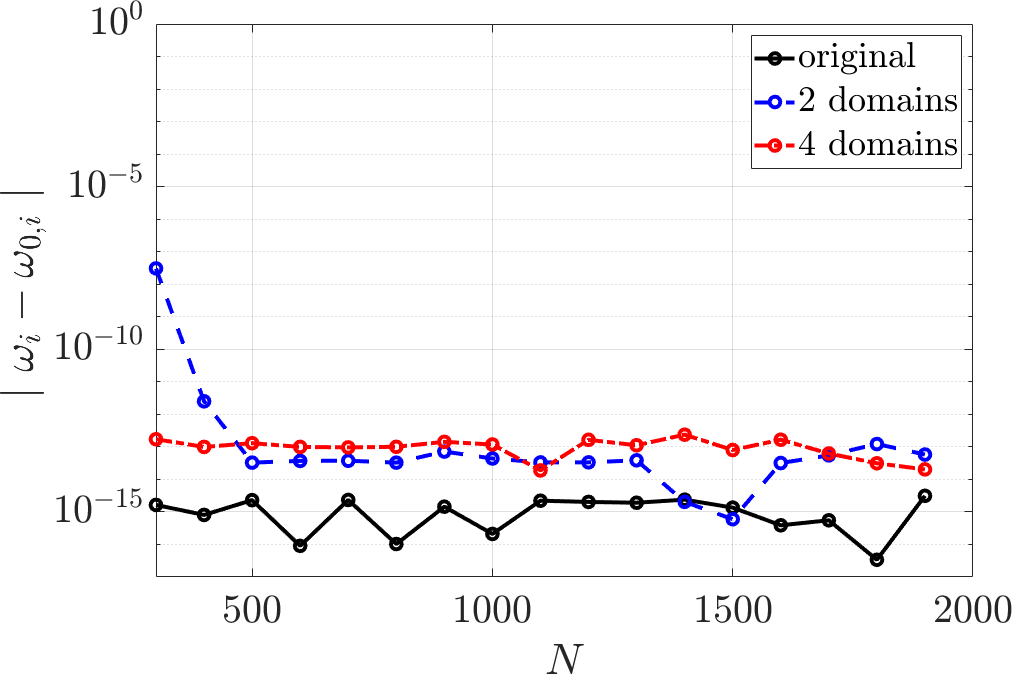 10^0
10^{-5}
10^{-10}
10^{-15}
| ω_i − ω_{0,i} |
original
2 domains
4 domains
500 1000 1500 2000
N